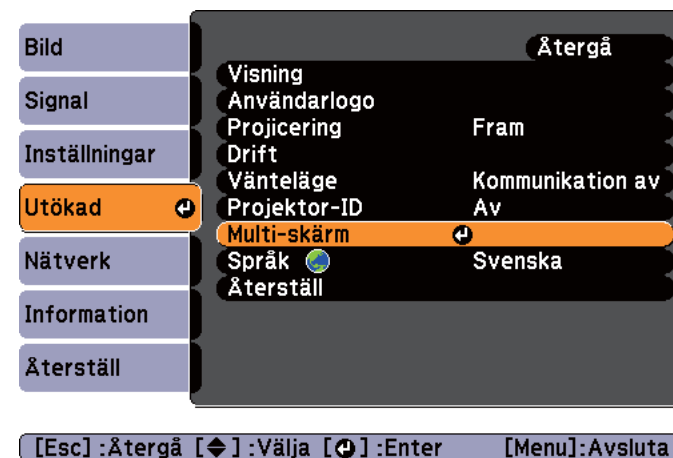 Bild
Signal
Inställningar
Utökad
Nätverk
Information
Återställ
Återgå
Visning
Användarlogo
Projicering Fram
Drift
Vänteläge Kommunikation av
Projektor-ID Av
Multi-skärm
Språk Svenska
Återställ
[Esc] :Återgå [◆] :Välja [⏎] :Enter [Menu]:Avsluta